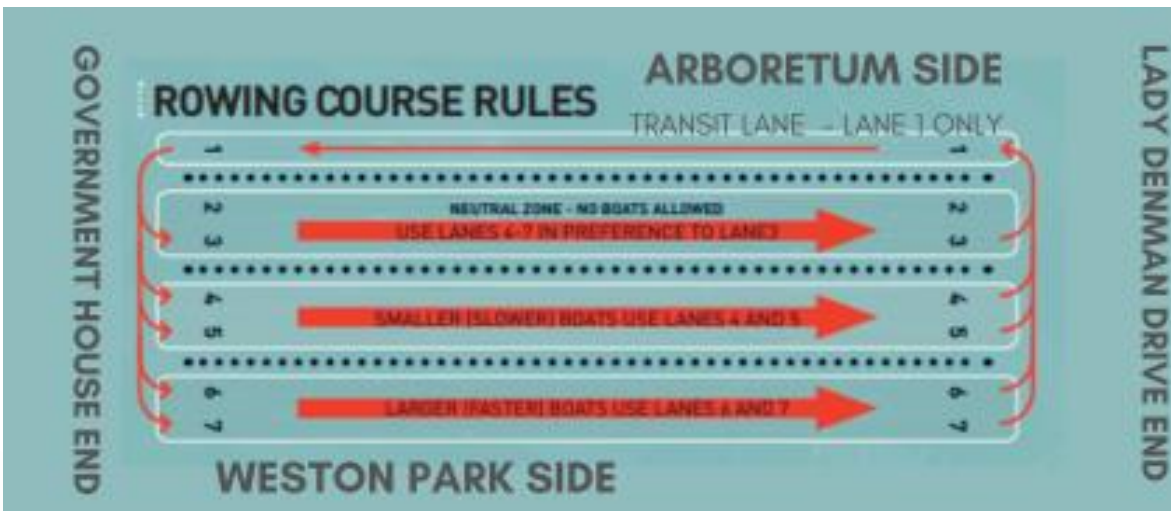 GOVERNMENT HOUSE END
ARBORETUM SIDE
LADY DENMAN DRIVE END
ROWING COURSE RULES
TRANSIT LANE - LANE 1 ONLY
1 1
2 NEUTRAL ZONE - NO BOATS ALLOWED 2
3 USE LANES 4-7 IN PREFERENCE TO LANE3 3
4 4
SMALLER (SLOWER) BOATS USE LANES 4 AND 5
5 5
6 6
LARGER (FASTER) BOATS USE LANES 6 AND 7
7 7
WESTON PARK SIDE